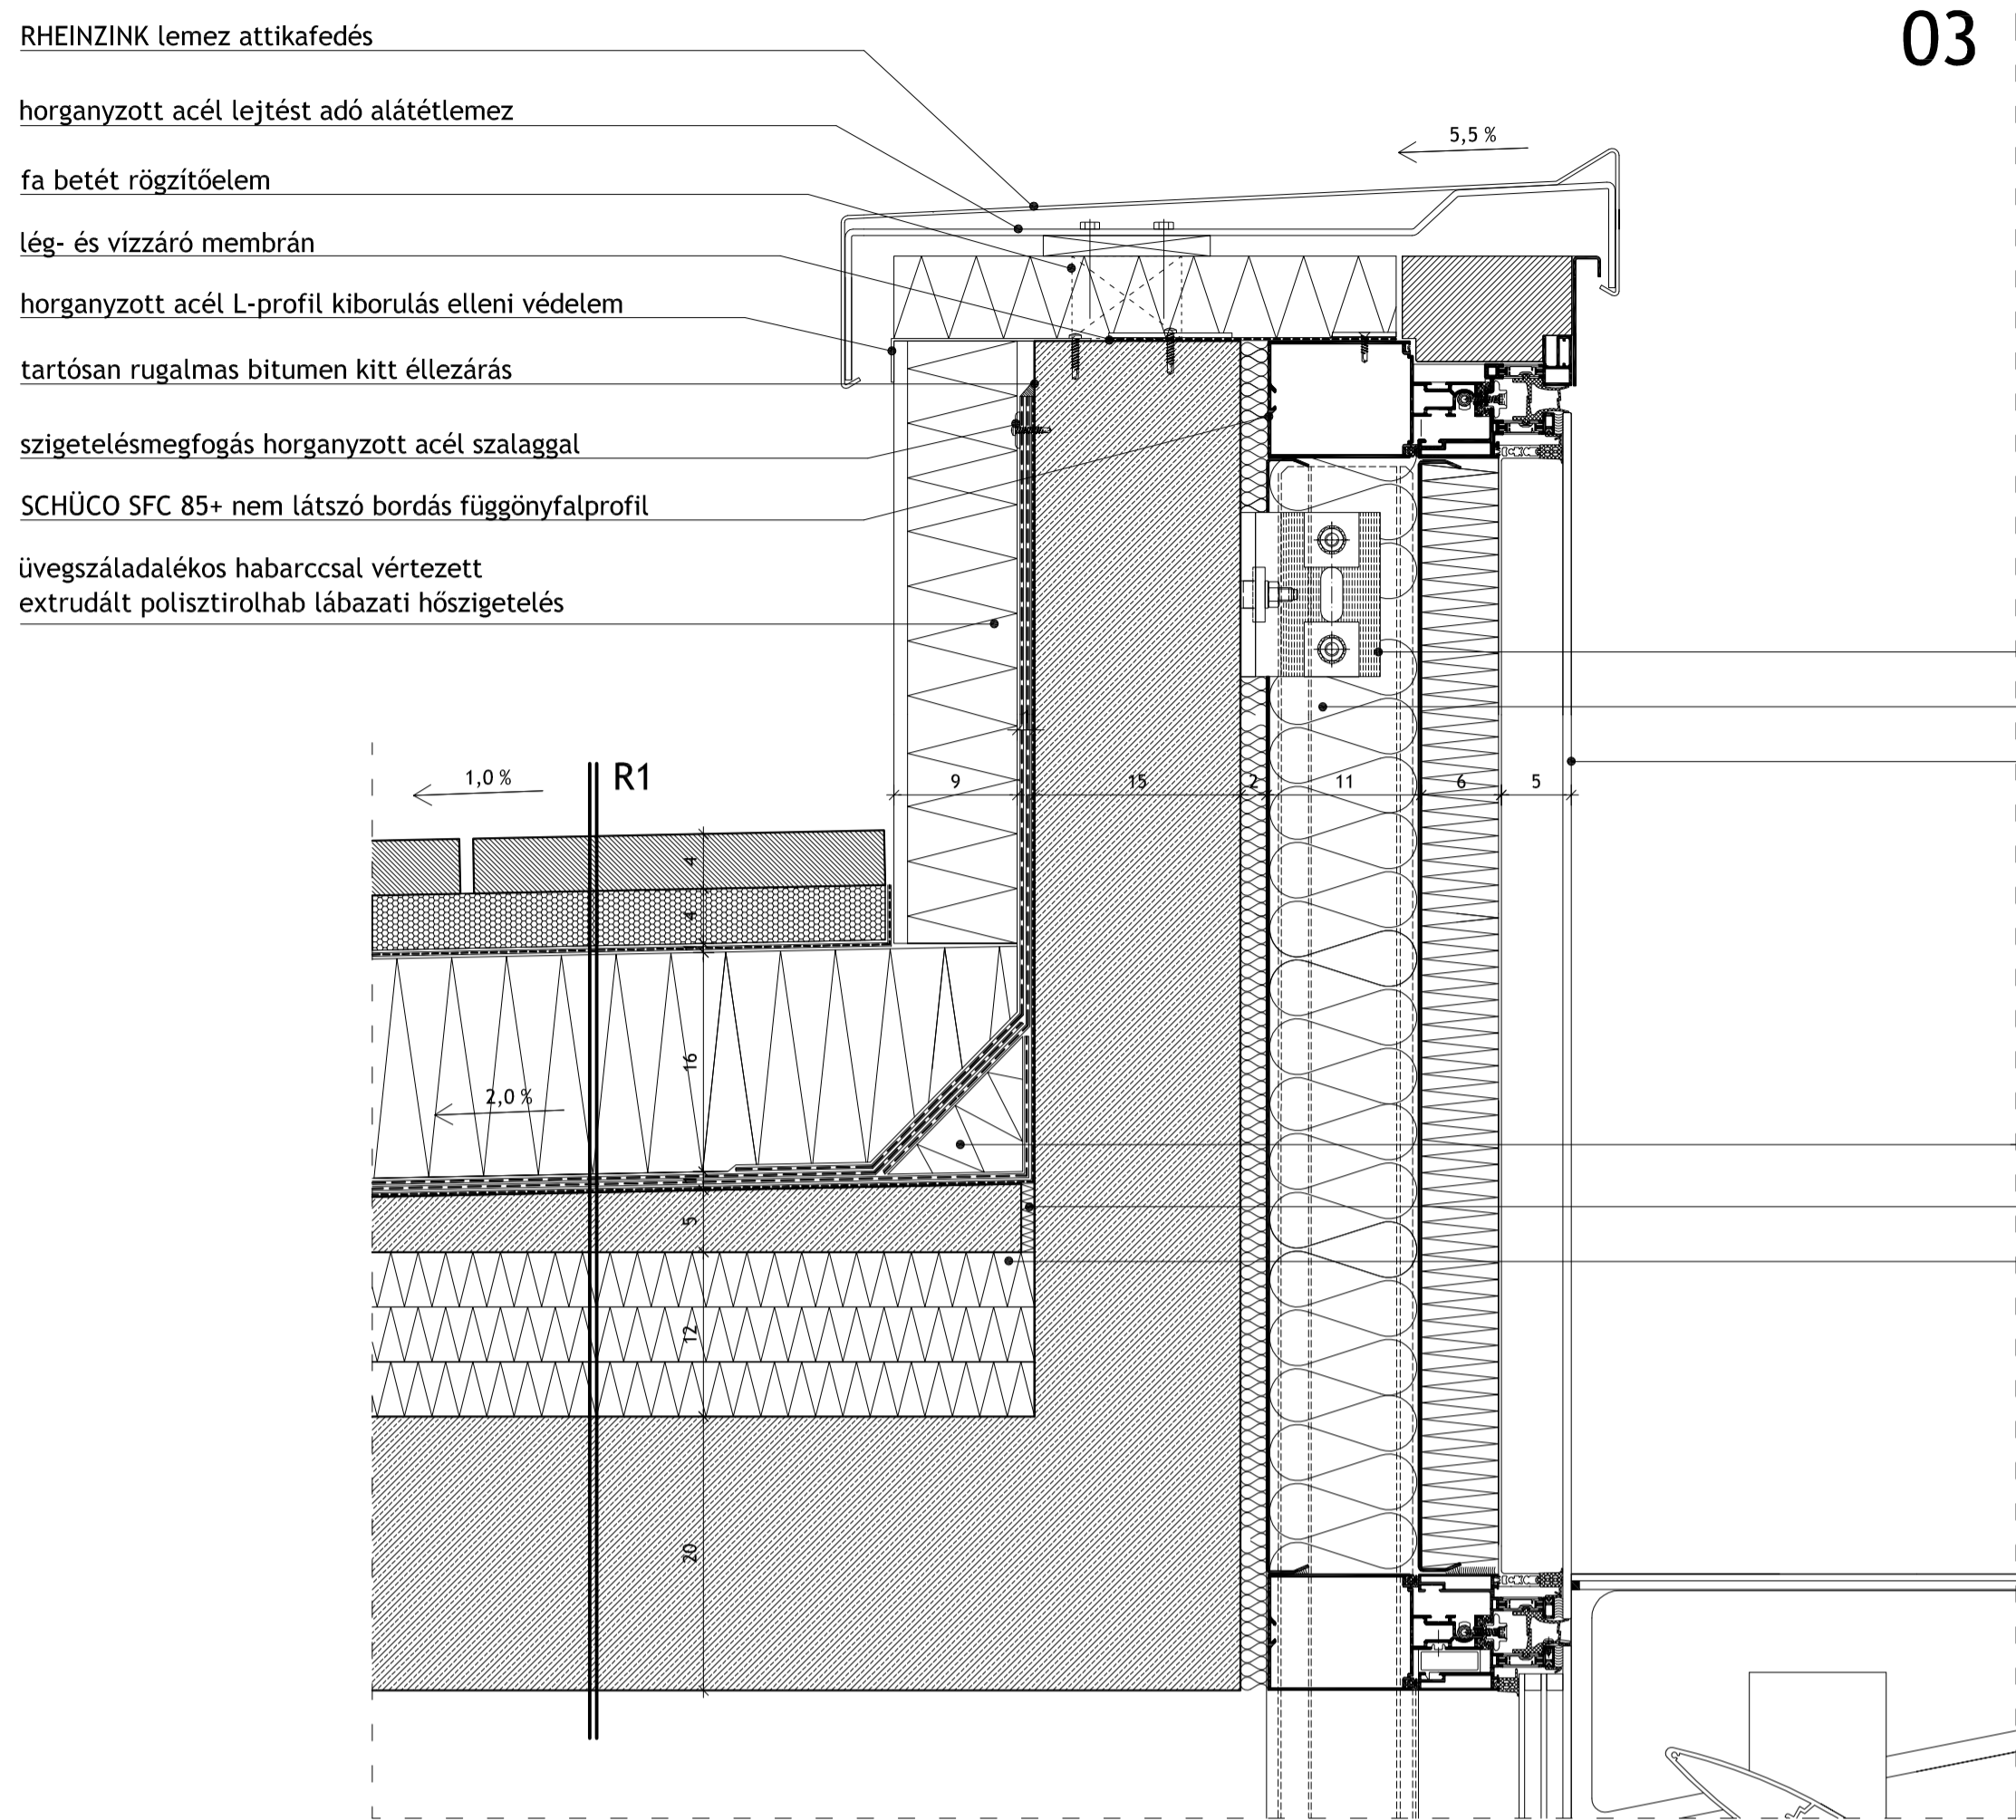 03
RHEINZINK lemez attikafedés
horganyzott acél lejtést adó alátétlemez
fa betét rögzítőelem
lég- és vízzáró membrán
horganyzott acél L-profil kiborulás elleni védelem
tartósan rugalmas bitumen kitt éllezárás
szigetelésmegfogás horganyzott acél szalaggal
SCHÜCO SFC 85+ nem látszó bordás függönyfalprofil
üvegszáladalékos habarccsal vértezett
extrudált polisztirolhab lábazati hőszigetelés
5,5 %
1,0 %
R1
9 15 2 11 6 5
4
4
16
2,0 %
5
12
20